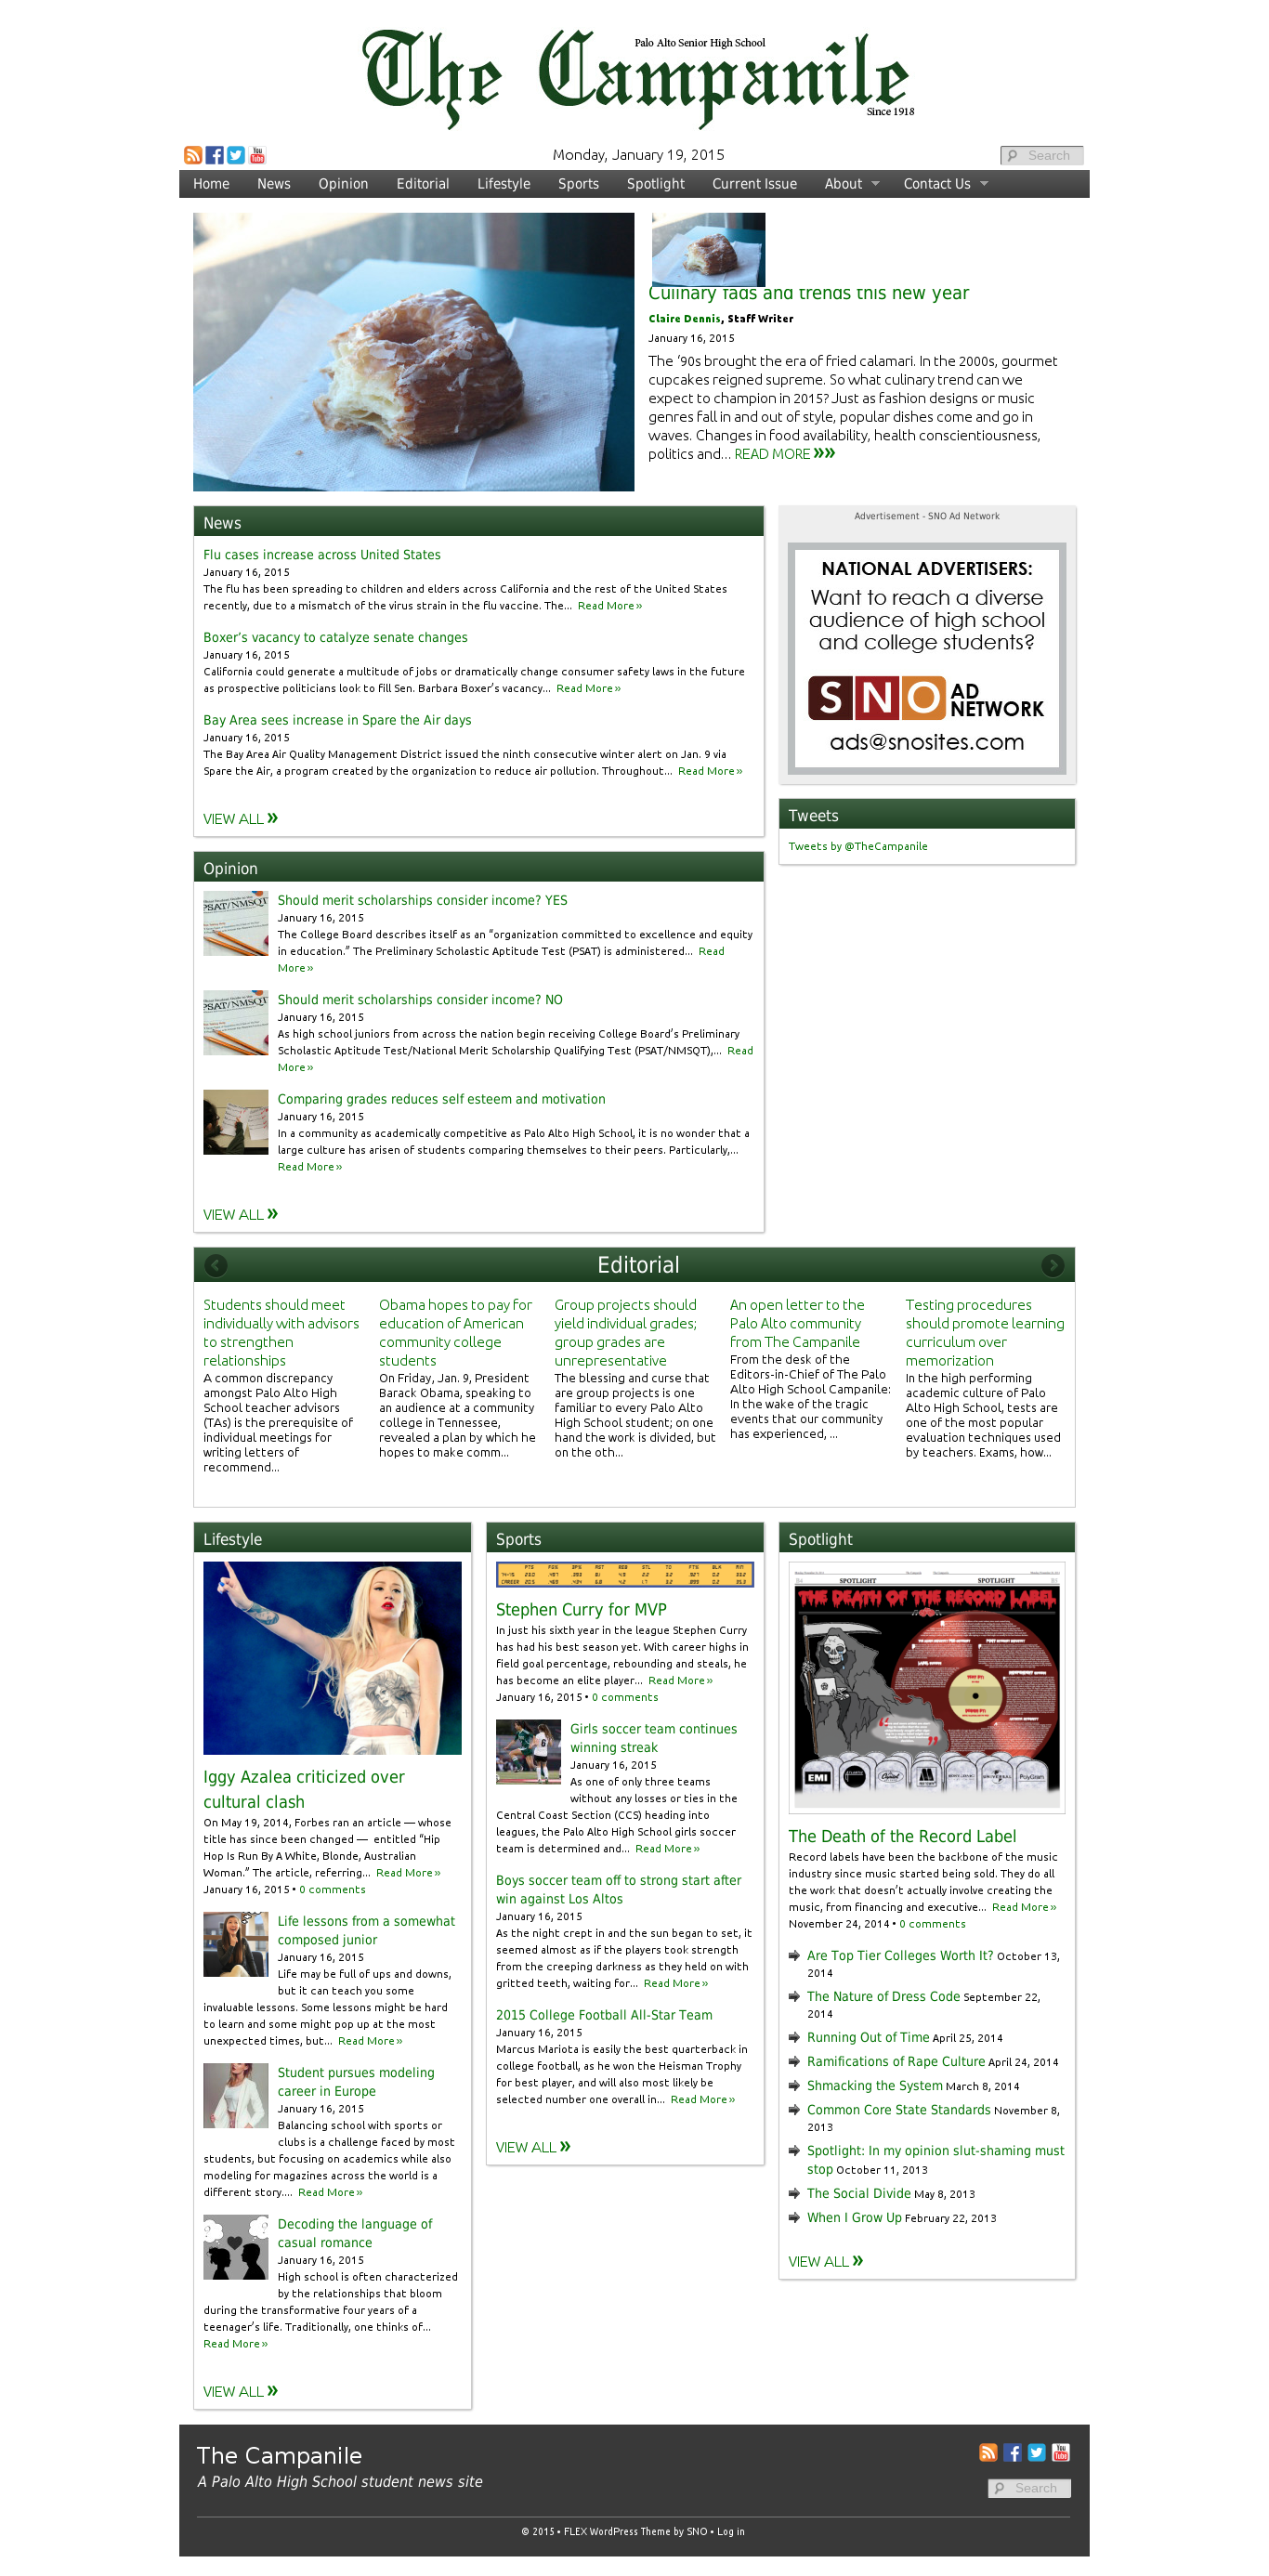 The Campanile
Palo Alto Senior High School
Since 1918
Monday, January 19, 2015
Search
Home News Opinion Editorial Lifestyle Sports Spotlight Current Issue About Contact Us
Culinary fads and trends this new year
Claire Dennis, Staff Writer
January 16, 2015
The ‘90s brought the era of fried calamari. In the 2000s, gourmet
cupcakes reigned supreme. So what culinary trend can we
expect to champion in 2015? Just as fashion designs or music
genres fall in and out of style, popular dishes come and go in
waves. Changes in food availability, health conscientiousness,
politics and... READ MORE »»
News
Flu cases increase across United States
January 16, 2015
The flu has been spreading to children and elders across California and the rest of the United States
recently, due to a mismatch of the virus strain in the flu vaccine. The... Read More »
Boxer’s vacancy to catalyze senate changes
January 16, 2015
California could generate a multitude of jobs or dramatically change consumer safety laws in the future
as prospective politicians look to fill Sen. Barbara Boxer’s vacancy... Read More »
Bay Area sees increase in Spare the Air days
January 16, 2015
The Bay Area Air Quality Management District issued the ninth consecutive winter alert on Jan. 9 via
Spare the Air, a program created by the organization to reduce air pollution. Throughout... Read More »
VIEW ALL »
Advertisement - SNO Ad Network
NATIONAL ADVERTISERS:
Want to reach a diverse
audience of high school
and college students?
SNO AD
NETWORK
ads@snosites.com
Tweets
Tweets by @TheCampanile
Opinion
PSAT/NMSQT
Should merit scholarships consider income? YES
January 16, 2015
The College Board describes itself as an “organization committed to excellence and equity
in education.” The Preliminary Scholastic Aptitude Test (PSAT) is administered... Read
More »
PSAT/NMSQT
Should merit scholarships consider income? NO
January 16, 2015
As high school juniors from across the nation begin receiving College Board’s Preliminary
Scholastic Aptitude Test/National Merit Scholarship Qualifying Test (PSAT/NMSQT),... Read
More »
Comparing grades reduces self esteem and motivation
January 16, 2015
In a community as academically competitive as Palo Alto High School, it is no wonder that a
large culture has arisen of students comparing themselves to their peers. Particularly,...
Read More »
VIEW ALL »
Editorial
Students should meet
individually with advisors
to strengthen
relationships
A common discrepancy
amongst Palo Alto High
School teacher advisors
(TAs) is the prerequisite of
individual meetings for
writing letters of
recommend...
Obama hopes to pay for
education of American
community college
students
On Friday, Jan. 9, President
Barack Obama, speaking to
an audience at a community
college in Tennessee,
revealed a plan by which he
hopes to make comm...
Group projects should
yield individual grades;
group grades are
unrepresentative
The blessing and curse that
are group projects is one
familiar to every Palo Alto
High School student; on one
hand the work is divided, but
on the oth...
An open letter to the
Palo Alto community
from The Campanile
From the desk of the
Editors-in-Chief of The Palo
Alto High School Campanile:
In the wake of the tragic
events that our community
has experienced, ...
Testing procedures
should promote learning
curriculum over
memorization
In the high performing
academic culture of Palo
Alto High School, tests are
one of the most popular
evaluation techniques used
by teachers. Exams, how...
Lifestyle
Iggy Azalea criticized over
cultural clash
On May 19, 2014, Forbes ran an article — whose
title has since been changed — entitled “Hip
Hop Is Run By A White, Blonde, Australian
Woman.” The article, referring... Read More »
January 16, 2015 • 0 comments
Life lessons from a somewhat
composed junior
January 16, 2015
Life may be full of ups and downs,
but it can teach you some
invaluable lessons. Some lessons might be hard
to learn and some might pop up at the most
unexpected times, but... Read More »
Student pursues modeling
career in Europe
January 16, 2015
Balancing school with sports or
clubs is a challenge faced by most
students, but focusing on academics while also
modeling for magazines across the world is a
different story.... Read More »
Decoding the language of
casual romance
January 16, 2015
High school is often characterized
by the relationships that bloom
during the transformative four years of a
teenager’s life. Traditionally, one thinks of...
Read More »
VIEW ALL »
Sports
Stephen Curry for MVP
In just his sixth year in the league Stephen Curry
has had his best season yet. With career highs in
field goal percentage, rebounding and steals, he
has become an elite player... Read More »
January 16, 2015 • 0 comments
Girls soccer team continues
winning streak
January 16, 2015
As one of only three teams
without any losses or ties in the
Central Coast Section (CCS) heading into
leagues, the Palo Alto High School girls soccer
team is determined and... Read More »
Boys soccer team off to strong start after
win against Los Altos
January 16, 2015
As the night crept in and the sun began to set, it
seemed almost as if the players took strength
from the creeping darkness as they held on with
gritted teeth, waiting for... Read More »
2015 College Football All-Star Team
January 16, 2015
Marcus Mariota is easily the best quarterback in
college football, as he won the Heisman Trophy
for best player, and will also most likely be
selected number one overall in... Read More »
VIEW ALL »
Spotlight
SPOTLIGHT SPOTLIGHT
THE DEATH OF THE RECORD LABEL
EMI
The Death of the Record Label
Record labels have been the backbone of the music
industry since music started being sold. They do all
the work that doesn’t actually involve creating the
music, from financing and executive... Read More »
November 24, 2014 • 0 comments
Are Top Tier Colleges Worth It? October 13,
2014
The Nature of Dress Code September 22,
2014
Running Out of Time April 25, 2014
Ramifications of Rape Culture April 24, 2014
Shmacking the System March 8, 2014
Common Core State Standards November 8,
2013
Spotlight: In my opinion slut-shaming must
stop October 11, 2013
The Social Divide May 8, 2013
When I Grow Up February 22, 2013
VIEW ALL »
The Campanile
A Palo Alto High School student news site
Search
© 2015 • FLEX WordPress Theme by SNO • Log in